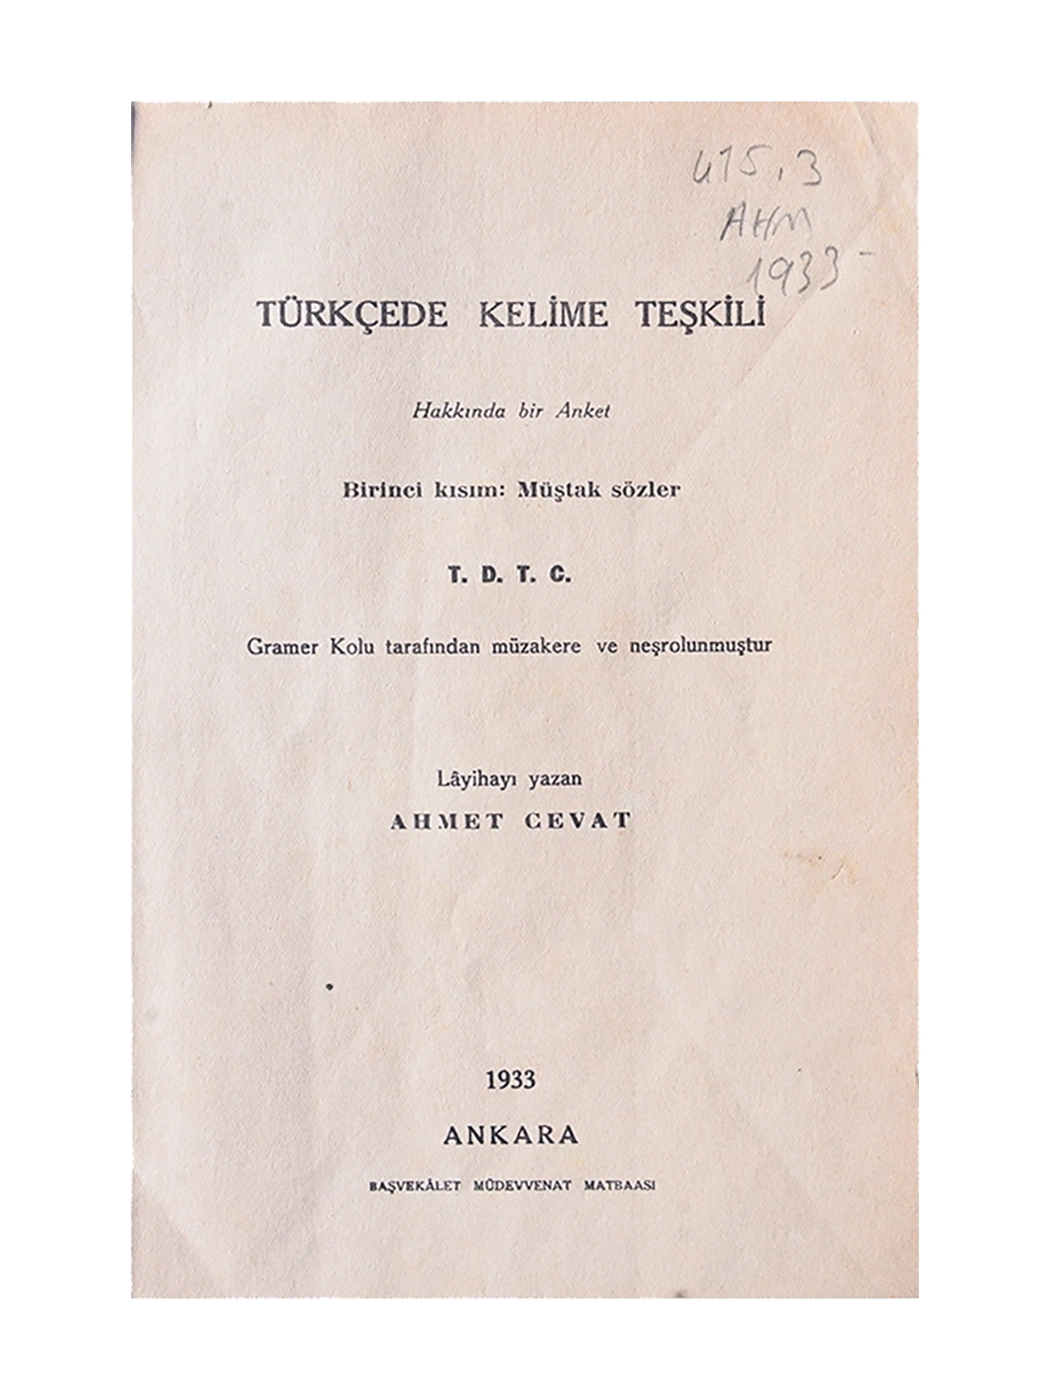 415.3
AHM
1933
TÜRKÇEDE KELİME TEŞKİLİ
Hakkında bir Anket
Birinci kısım: Müştak sözler
T. D. T. C.
Gramer Kolu tarafından müzakere ve neşrolunmuştur
Lâyihayı yazan
AHMET CEVAT
1933
ANKARA
BAŞVEKÂLET MÜDEVVENAT MATBAASI